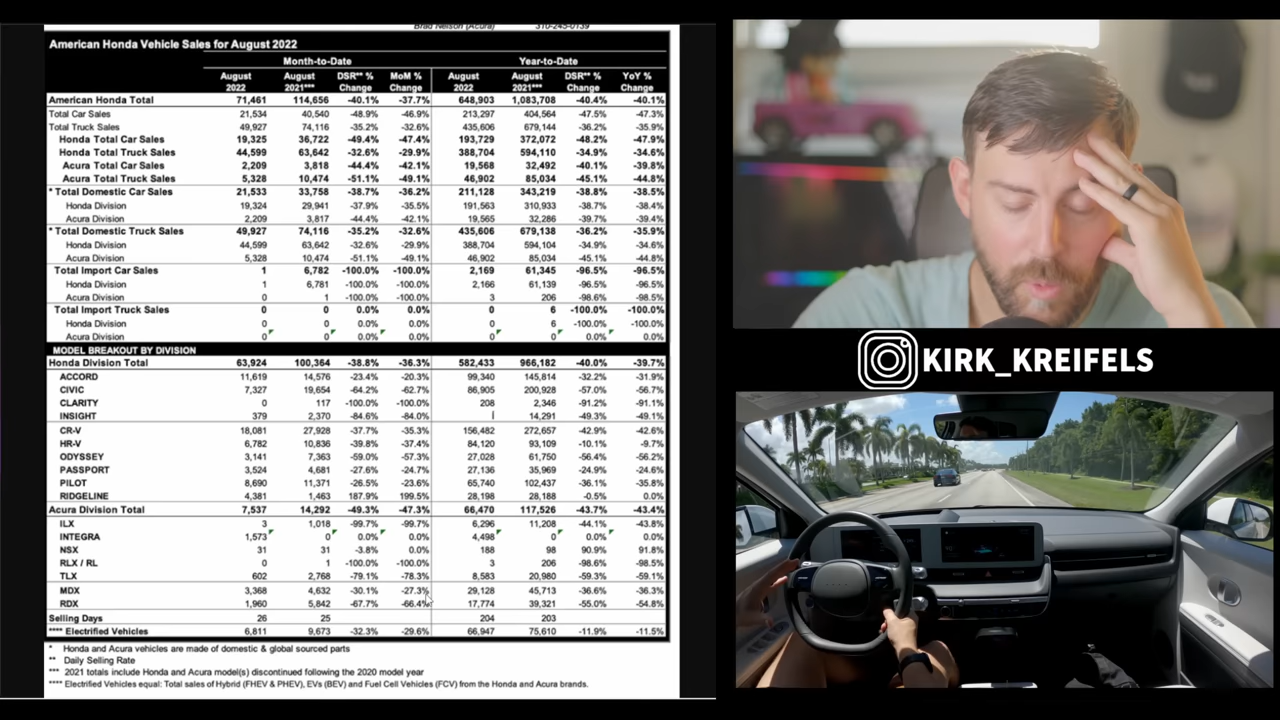 Brad Nelson (Acura) 310-245-0139
American Honda Vehicle Sales for August 2022
Month-to-Date Year-to-Date
August 2022 August 2021*** DSR** % Change MoM % Change August 2022 August 2021*** DSR** % Change YoY % Change
American Honda Total 71,461 114,656 -40.1% -37.7% 648,903 1,083,708 -40.4% -40.1%
Total Car Sales 21,534 40,540 -48.9% -46.9% 213,297 404,564 -47.5% -47.3%
Total Truck Sales 49,927 74,116 -35.2% -32.6% 435,606 679,144 -36.2% -35.9%
Honda Total Car Sales 19,325 36,722 -49.4% -47.4% 193,729 372,072 -48.2% -47.9%
Honda Total Truck Sales 44,599 63,642 -32.6% -29.9% 388,704 594,110 -34.9% -34.6%
Acura Total Car Sales 2,209 3,818 -44.4% -42.1% 19,568 32,492 -40.1% -39.8%
Acura Total Truck Sales 5,328 10,474 -51.1% -49.1% 46,902 85,034 -45.1% -44.8%
* Total Domestic Car Sales 21,533 33,758 -38.7% -36.2% 211,128 343,219 -38.8% -38.5%
Honda Division 19,324 29,941 -37.9% -35.5% 191,563 310,933 -38.7% -38.4%
Acura Division 2,209 3,817 -44.4% -42.1% 19,565 32,286 -39.7% -39.4%
* Total Domestic Truck Sales 49,927 74,116 -35.2% -32.6% 435,606 679,138 -36.2% -35.9%
Honda Division 44,599 63,642 -32.6% -29.9% 388,704 594,104 -34.9% -34.6%
Acura Division 5,328 10,474 -51.1% -49.1% 46,902 85,034 -45.1% -44.8%
Total Import Car Sales 1 6,782 -100.0% -100.0% 2,169 61,345 -96.5% -96.5%
Honda Division 1 6,781 -100.0% -100.0% 2,166 61,139 -96.5% -96.5%
Acura Division 0 1 -100.0% -100.0% 3 206 -98.6% -98.5%
Total Import Truck Sales 0 0 0.0% 0.0% 0 6 -100.0% -100.0%
Honda Division 0 0 0.0% 0.0% 0 6 -100.0% -100.0%
Acura Division 0 0 0.0% 0.0% 0 0 0.0% 0.0%
MODEL BREAKOUT BY DIVISION
Honda Division Total 63,924 100,364 -38.8% -36.3% 582,433 966,182 -40.0% -39.7%
ACCORD 11,619 14,576 -23.4% -20.3% 99,340 145,814 -32.2% -31.9%
CIVIC 7,327 19,654 -64.2% -62.7% 86,905 200,928 -57.0% -56.7%
CLARITY 0 117 -100.0% -100.0% 208 2,346 -91.2% -91.1%
INSIGHT 379 2,370 -84.6% -84.0% 14,291 -49.3% -49.1%
CR-V 18,081 27,928 -37.7% -35.3% 156,482 272,657 -42.9% -42.6%
HR-V 6,782 10,836 -39.8% -37.4% 84,120 93,109 -10.1% -9.7%
ODYSSEY 3,141 7,363 -59.0% -57.3% 27,028 61,750 -56.4% -56.2%
PASSPORT 3,524 4,681 -27.6% -24.7% 27,136 35,969 -24.9% -24.6%
PILOT 8,690 11,371 -26.5% -23.6% 65,740 102,437 -36.1% -35.8%
RIDGELINE 4,381 1,463 187.9% 199.5% 28,198 28,188 -0.5% 0.0%
Acura Division Total 7,537 14,292 -49.3% -47.3% 66,470 117,526 -43.7% -43.4%
ILX 3 1,018 -99.7% -99.7% 6,296 11,208 -44.1% -43.8%
INTEGRA 1,573 0 0.0% 0.0% 4,498 0 0.0% 0.0%
NSX 31 31 -3.8% 0.0% 188 98 90.9% 91.8%
RLX / RL 0 1 -100.0% -100.0% 3 206 -98.6% -98.5%
TLX 602 2,768 -79.1% -78.3% 8,583 20,980 -59.3% -59.1%
MDX 3,368 4,632 -30.1% -27.3% 29,128 45,713 -36.6% -36.3%
RDX 1,960 5,842 -67.7% -66.4% 17,774 39,321 -55.0% -54.8%
Selling Days 26 25 204 203
**** Electrified Vehicles 6,811 9,673 -32.3% -29.6% 66,947 75,610 -11.9% -11.5%
* Honda and Acura vehicles are made of domestic & global sourced parts
** Daily Selling Rate
*** 2021 totals include Honda and Acura model(s) discontinued following the 2020 model year
**** Electrified Vehicles equal: Total sales of Hybrid (FHEV & PHEV), EVs (BEV) and Fuel Cell Vehicles (FCV) from the Honda and Acura brands.
KIRK_KREIFELS